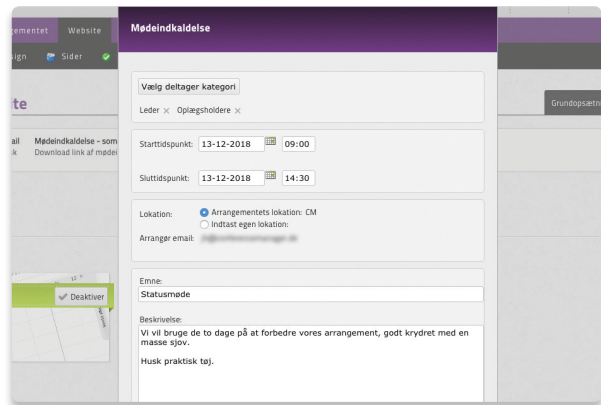 gementet Website
Mødeindkaldelse
sign Sider
te
Grundopsætn
Vælg deltager kategori
Leder × Oplægsholdere ×
ail Mødeindkaldelse - som
k Download link af mødei
Starttidspunkt: 13-12-2018 09:00
Sluttidspunkt: 13-12-2018 14:30
Lokation: Arrangementets lokation: CM
Indtast egen lokation:
Arrangør email:
Emne:
Statusmøde
Deaktiver
Beskrivelse:
Vi vil bruge de to dage på at forbedre vores arrangement, godt krydret med en
masse sjov.
Husk praktisk tøj.